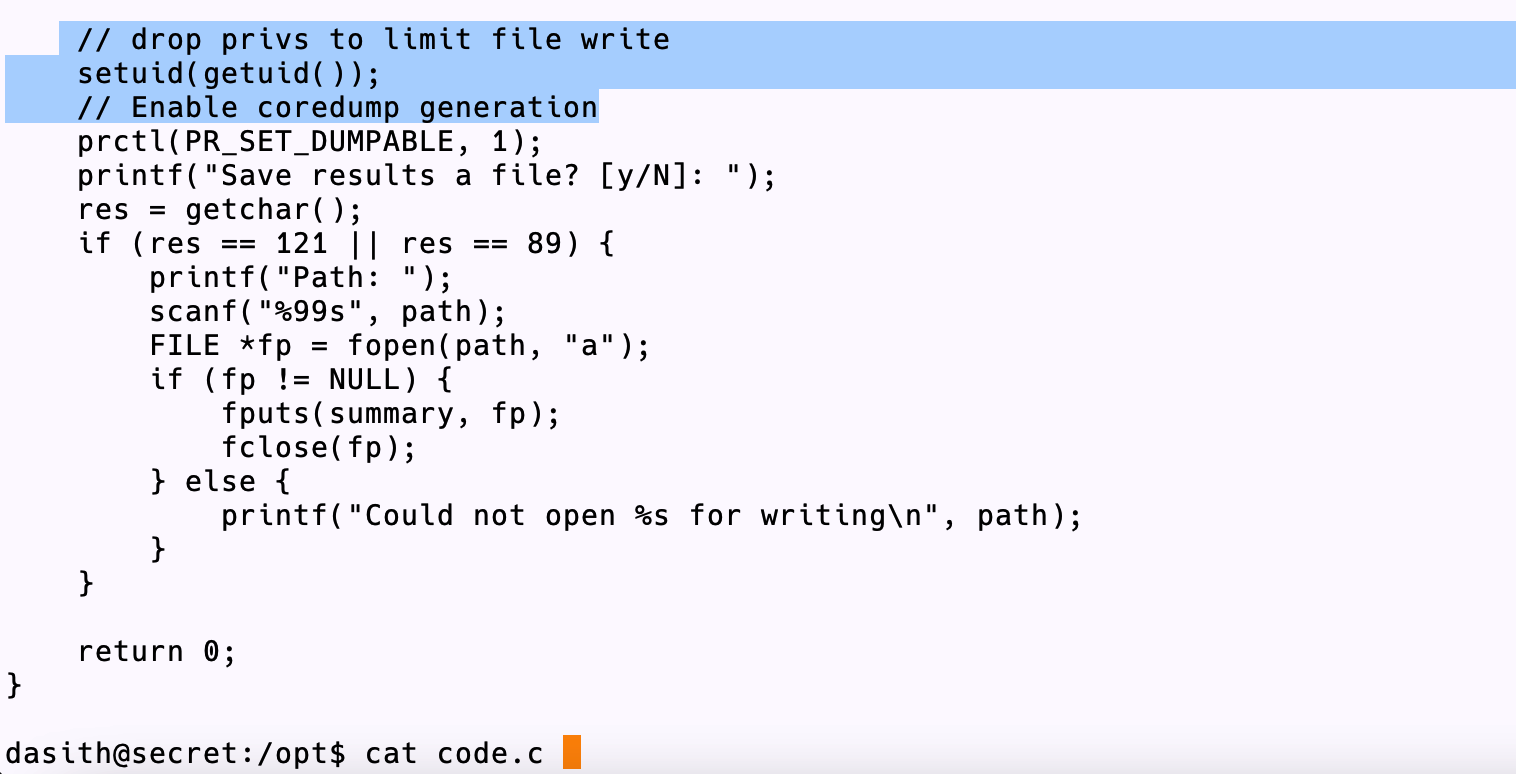 // drop privs to limit file write
setuid(getuid());
// Enable coredump generation
prctl(PR_SET_DUMPABLE, 1);
printf("Save results a file? [y/N]: ");
res = getchar();
if (res == 121 || res == 89) {
printf("Path: ");
scanf("%99s", path);
FILE *fp = fopen(path, "a");
if (fp != NULL) {
fputs(summary, fp);
fclose(fp);
} else {
printf("Could not open %s for writing\n", path);
}
}
return 0;
}
dasith@secret:/opt$ cat code.c